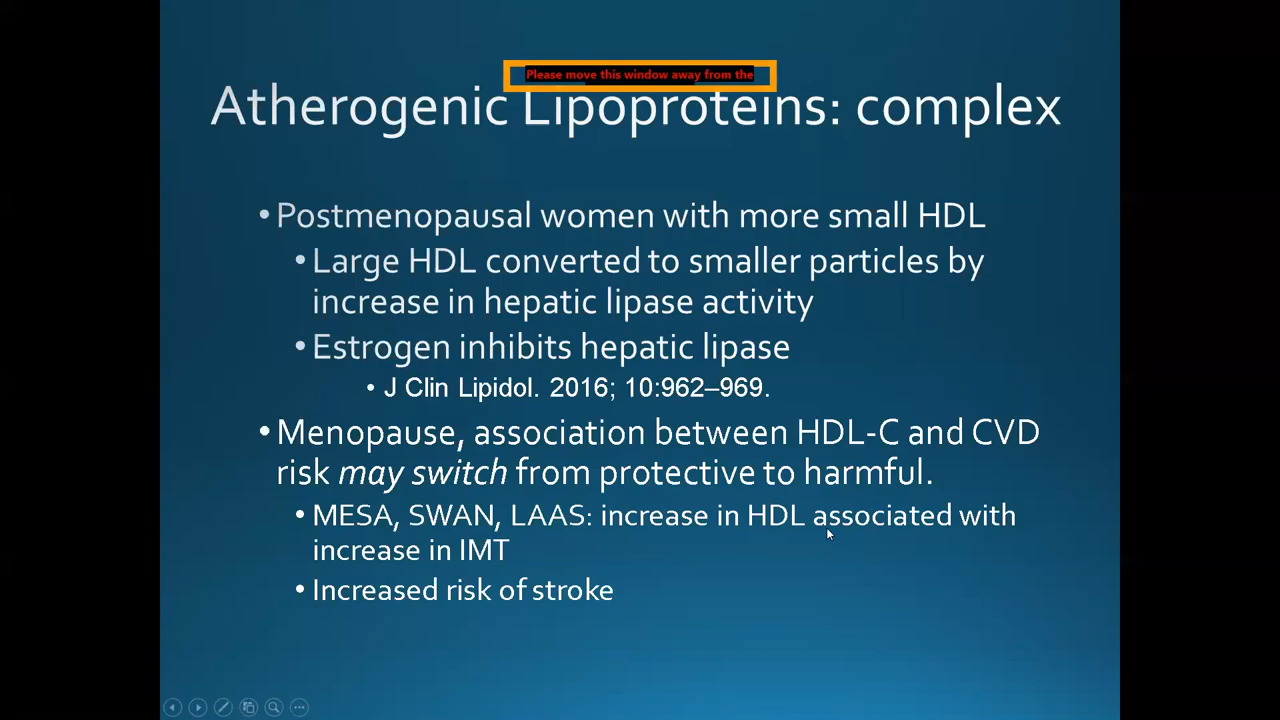 Please move this window away from the
Atherogenic Lipoproteins: complex
• Postmenopausal women with more small HDL
• Large HDL converted to smaller particles by
increase in hepatic lipase activity
• Estrogen inhibits hepatic lipase
• J Clin Lipidol. 2016; 10:962–969.
• Menopause, association between HDL-C and CVD
risk may switch from protective to harmful.
• MESA, SWAN, LAAS: increase in HDL associated with
increase in IMT
• Increased risk of stroke